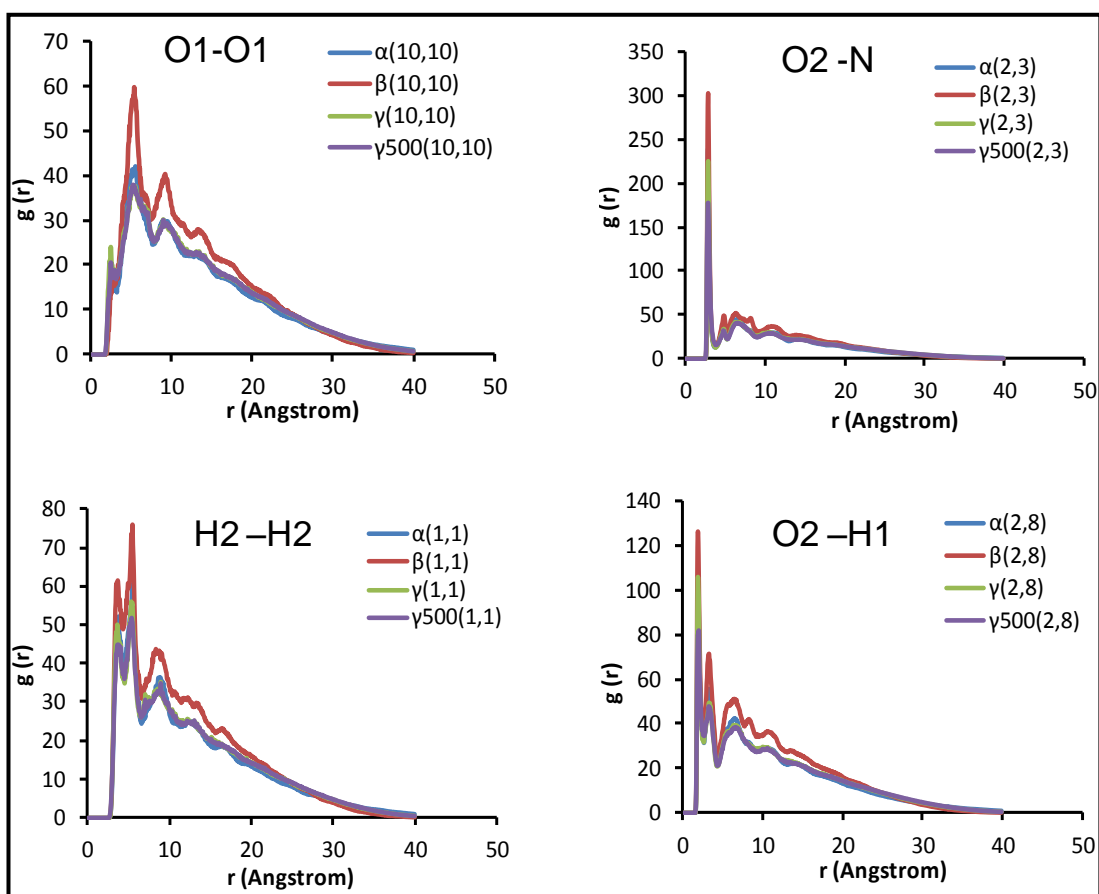 O1-O1
α(10,10)
β(10,10)
γ(10,10)
γ500(10,10)
g (r)
70
60
50
40
30
20
10
0
0 10 20 30 40 50
r (Angstrom)
O2 -N
α(2,3)
β(2,3)
γ(2,3)
γ500(2,3)
g (r)
350
300
250
200
150
100
50
0
0 10 20 30 40 50
r (Angstrom)
H2 –H2
α(1,1)
β(1,1)
γ(1,1)
γ500(1,1)
g (r)
80
70
60
50
40
30
20
10
0
0 10 20 30 40 50
r (Angstrom)
O2 –H1
α(2,8)
β(2,8)
γ(2,8)
γ500(2,8)
g (r)
140
120
100
80
60
40
20
0
0 10 20 30 40 50
r (Angstrom)